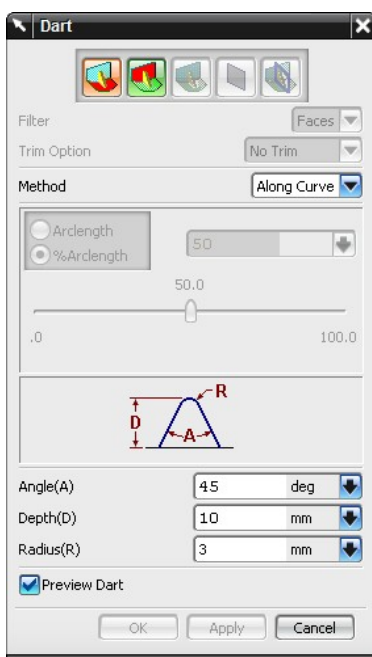 Dart
Filter Faces
Trim Option No Trim
Method Along Curve
Arclength
%Arclength
50
50.0
.0 100.0
R
D
A
Angle(A) 45 deg
Depth(D) 10 mm
Radius(R) 3 mm
Preview Dart
OK Apply Cancel